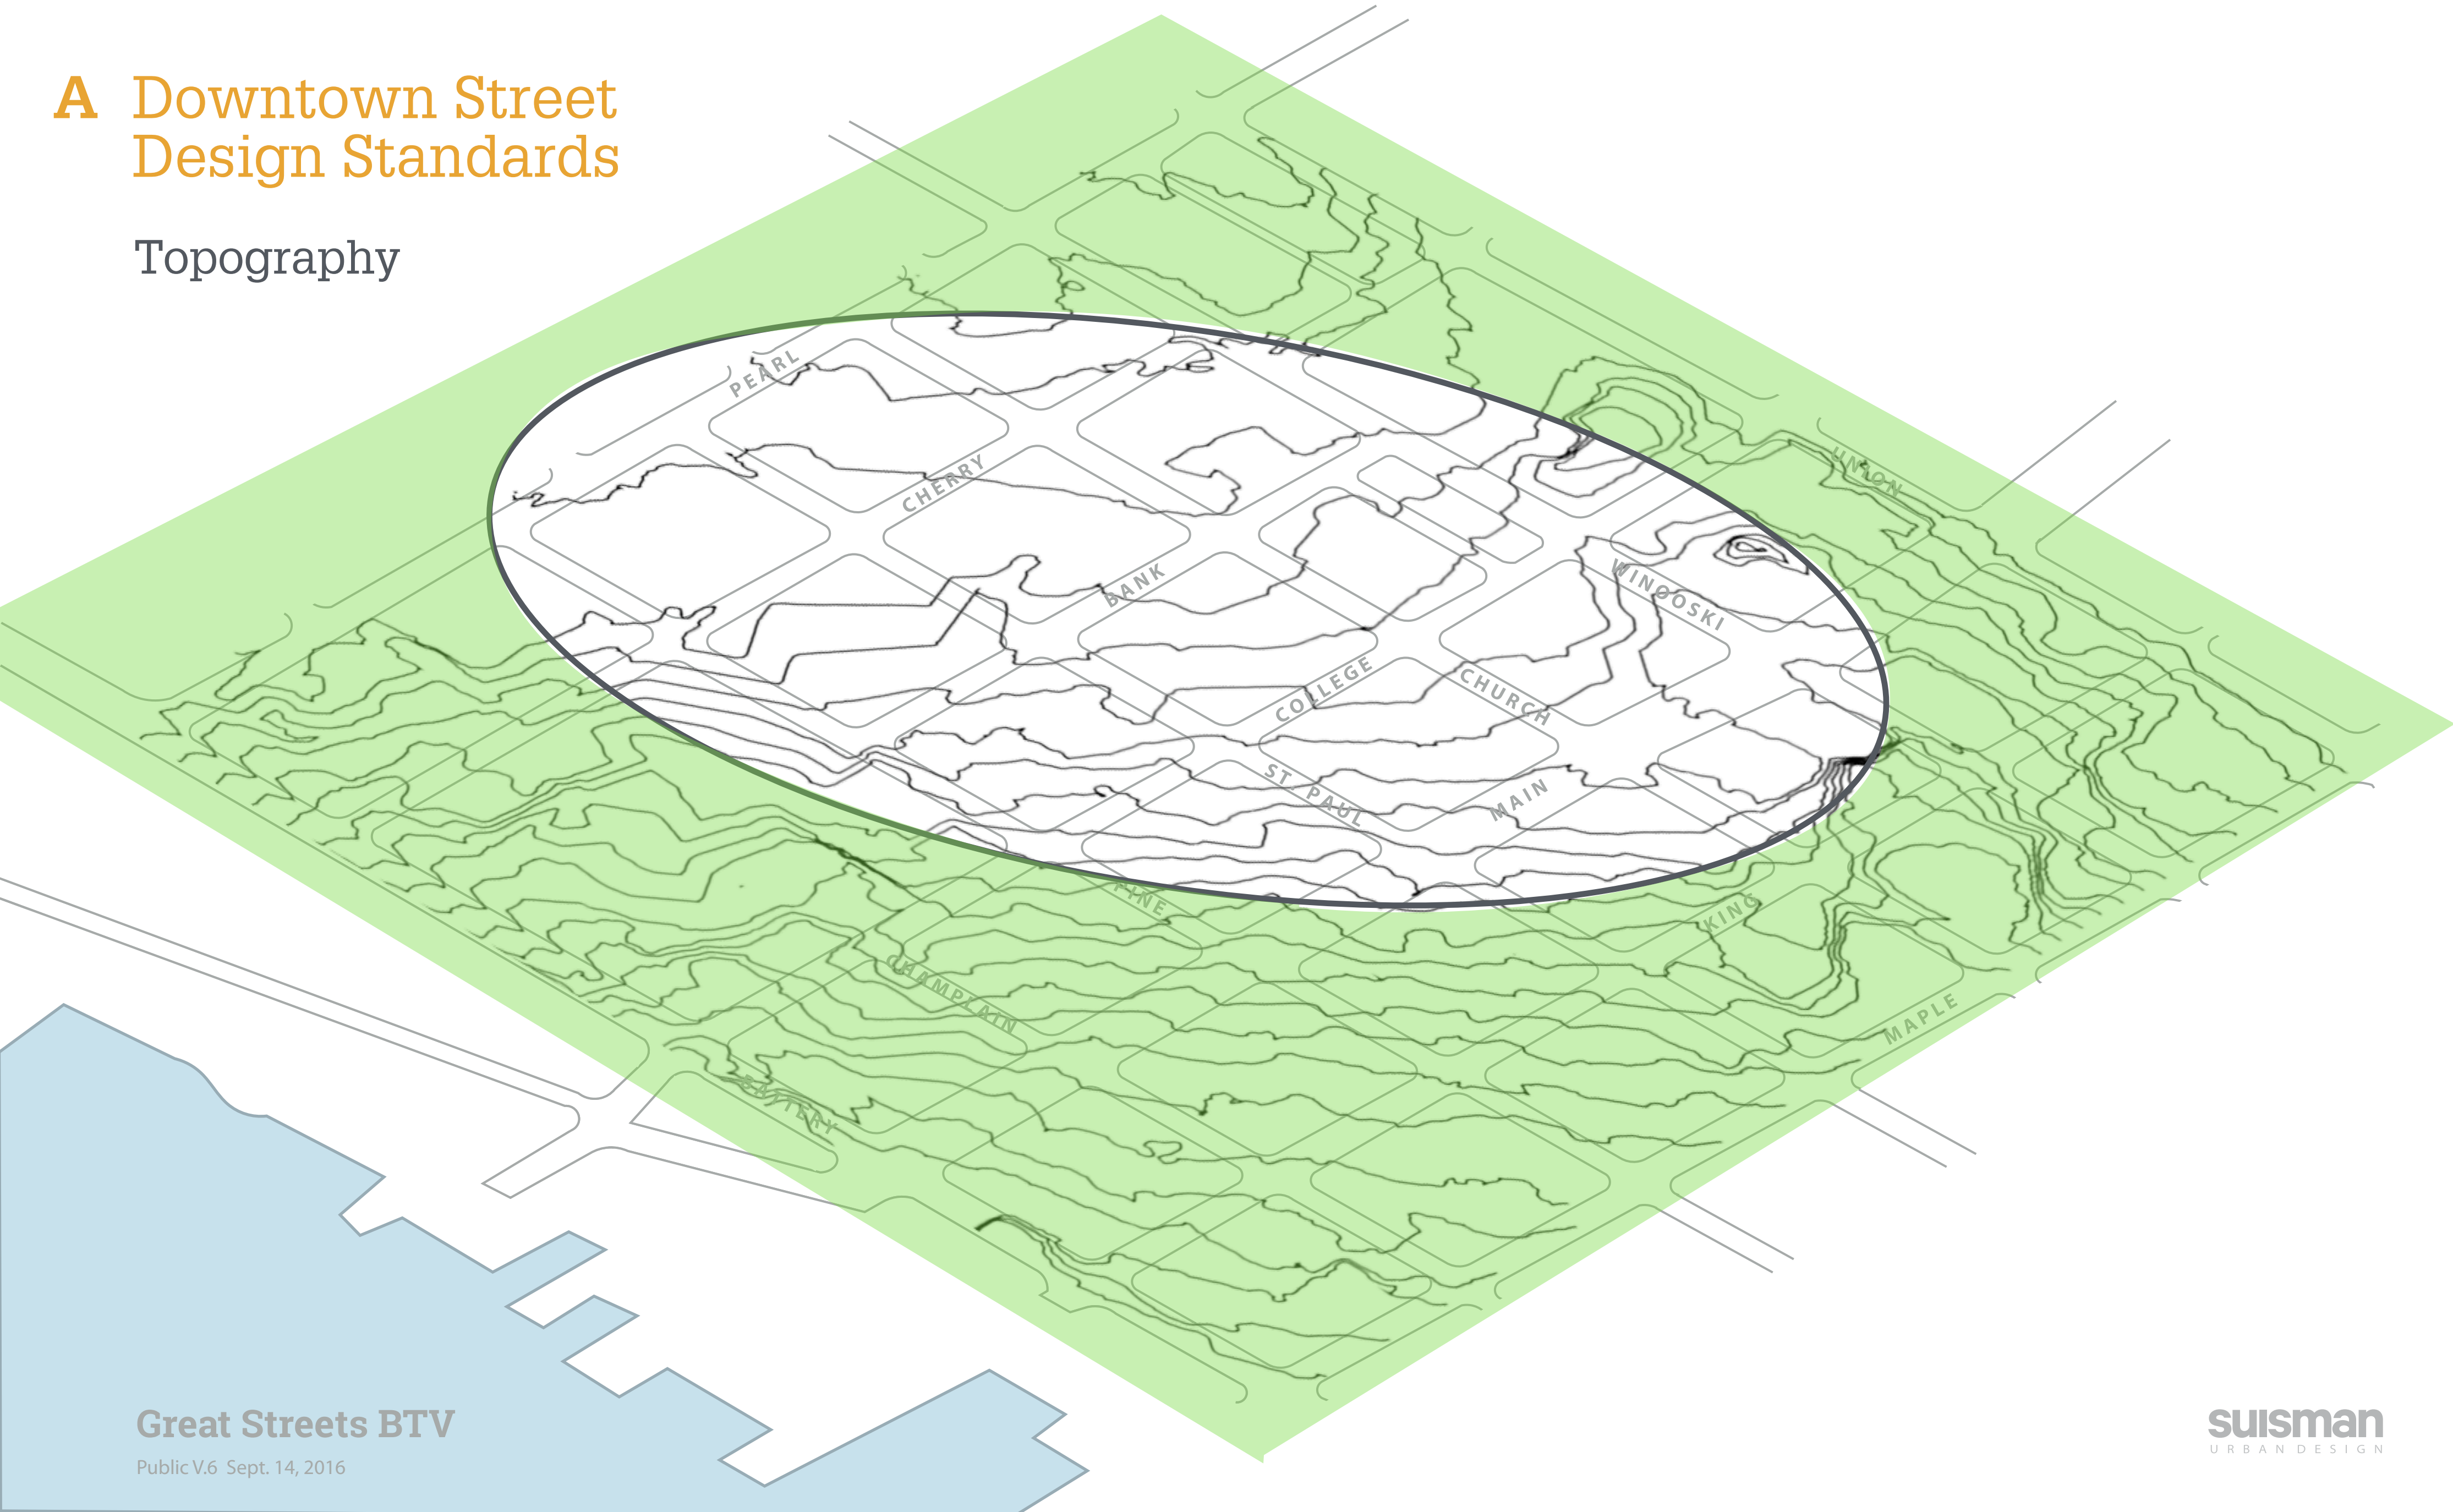 A Downtown Street
Design Standards
Topography
PEARL
CHERRY
BANK
COLLEGE
MAIN
KING
MAPLE
UNION
WINOOSKI
CHURCH
ST PAUL
PINE
CHAMPLAIN
BATTERY
Great Streets BTV
Public V.6 Sept. 14, 2016
suisman
URBAN DESIGN